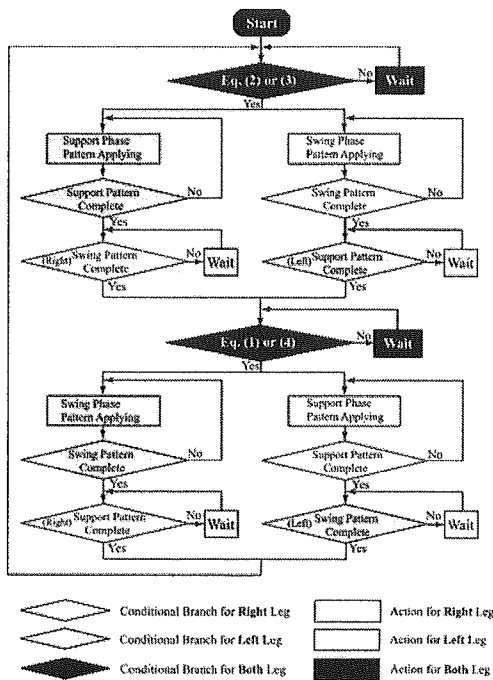 Start
Eq. (2) or (3)
No
Wait
Yes
Support Phase
Pattern Applying
Swing Phase
Pattern Applying
Support Pattern
Complete
No
Swing Pattern
Complete
No
Yes
Yes
(Right) Swing Pattern
Complete
No
Wait
(Left) Support Pattern
Complete
No
Wait
Yes
Yes
Eq. (1) or (4)
No
Wait
Yes
Swing Phase
Pattern Applying
Support Phase
Pattern Applying
Swing Pattern
Complete
No
Support Pattern
Complete
No
Yes
Yes
(Right) Support Pattern
Complete
No
Wait
(Left) Swing Pattern
Complete
No
Wait
Yes
Yes
Conditional Branch for Right Leg
Action for Right Leg
Conditional Branch for Left Leg
Action for Left Leg
Conditional Branch for Both Leg
Action for Both Leg